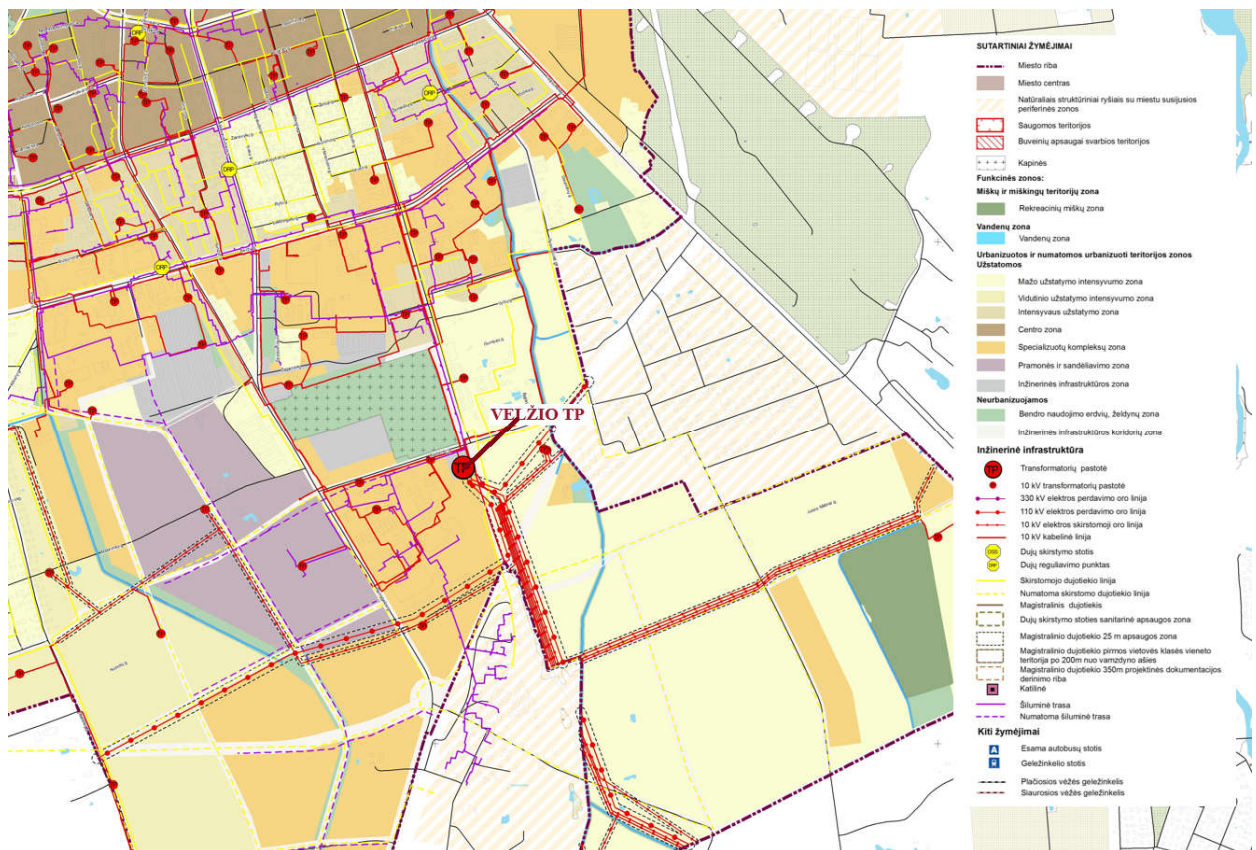 VELŽIO TP
TP
DRP
DRP
DRP
DRP
Jurės Milerie g.
SUTARTINIAI ŽYMĖJIMAI
Miesto riba
Miesto centras
Natūraliais struktūriniai ryšiais su miestu susijusios
periferinės zonos
Saugomos teritorijos
Buveinių apsaugai svarbios teritorijos
Kapinės
Funkcinės zonos:
Miškų ir miškingų teritorijų zona
Rekreacinių miškų zona
Vandenų zona
Vandenų zona
Urbanizuotos ir numatomos urbanizuoti teritorijos zonos
Užstatomos
Mažo užstatymo intensyvumo zona
Vidutinio užstatymo intensyvumo zona
Intensyvaus užstatymo zona
Centro zona
Specializuotų kompleksų zona
Pramonės ir sandėliavimo zona
Inžinerinės infrastruktūros zona
Neurbanizuojamos
Bendro naudojimo erdvių, želdynų zona
Inžinerinės infrastruktūros koridorių zona
Inžinerinė infrastruktūra
TP Transformatorių pastotė
10 kV transformatorių pastotė
330 kV elektros perdavimo oro linija
110 kV elektros perdavimo oro linija
10 kV elektros skirstomoji oro linija
10 kV kabelinė linija
DSS Dujų skirstymo stotis
DRP Dujų reguliavimo punktas
Skirstomojo dujotiekio linija
Numatoma skirstomo dujotiekio linija
Magistralinis dujotiekis
Dujų skirstymo stoties sanitarinė apsaugos zona
Magistralinio dujotiekio 25 m apsaugos zona
Magistralinio dujotiekio pirmos vietovės klasės vieneto
teritorija po 200m nuo vamzdyno ašies
Magistralinio dujotiekio 350m projektinės dokumentacijos
derinimo riba
Katilinė
Šiluminė trasa
Numatoma šiluminė trasa
Kiti žymėjimai
A Esama autobusų stotis
Geležinkelio stotis
Plačiosios vėžės geležinkelis
Siaurosios vėžės geležinkelis